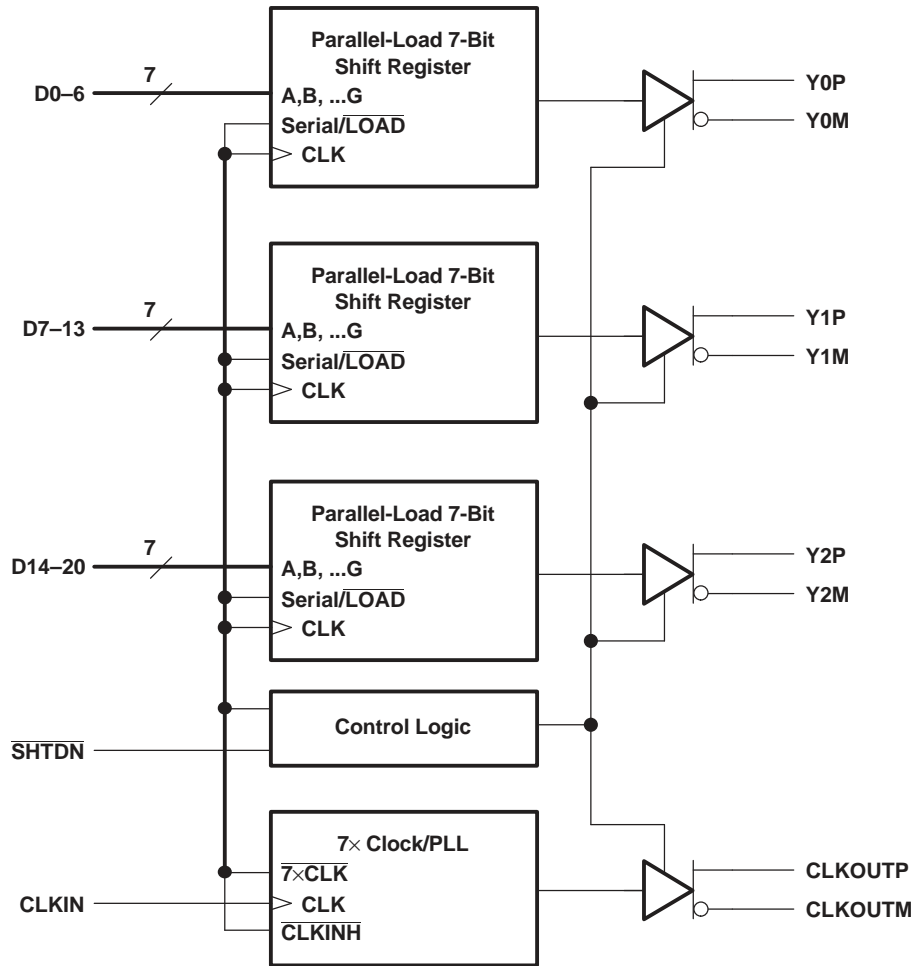 Parallel-Load 7-Bit
Shift Register
7
D0–6
A,B, ...G
Serial/LOAD
CLK
Y0P
Y0M
Parallel-Load 7-Bit
Shift Register
7
D7–13
A,B, ...G
Serial/LOAD
CLK
Y1P
Y1M
Parallel-Load 7-Bit
Shift Register
7
D14–20
A,B, ...G
Serial/LOAD
CLK
Y2P
Y2M
Control Logic
SHTDN
7× Clock/PLL
7×CLK
CLKIN
CLK
CLKINH
CLKOUTP
CLKOUTM